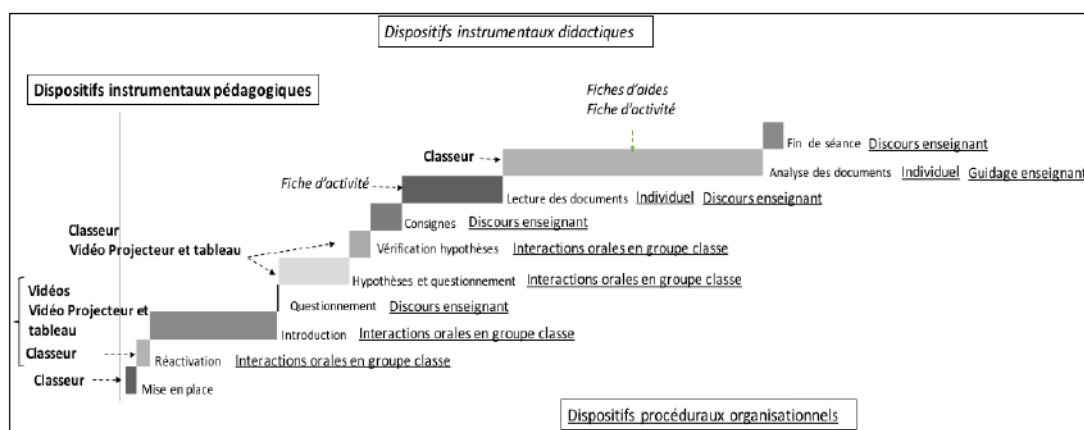 Dispositifs instrumentaux didactiques
Dispositifs instrumentaux pédagogiques
Fiches d'aides
Fiche d'activité
Fin de séance Discours enseignant
Classeur
Analyse des documents Individuel Guidage enseignant
Fiche d'activité
Lecture des documents Individuel Discours enseignant
Consignes Discours enseignant
Classeur
Vidéo Projecteur et tableau
Vérification hypothèses Interactions orales en groupe classe
Hypothèses et questionnement Interactions orales en groupe classe
Vidéos
Vidéo Projecteur et
tableau
Questionnement Discours enseignant
Introduction Interactions orales en groupe classe
Classeur
Réactivation Interactions orales en groupe classe
Classeur
Mise en place
Dispositifs procéduraux organisationnels